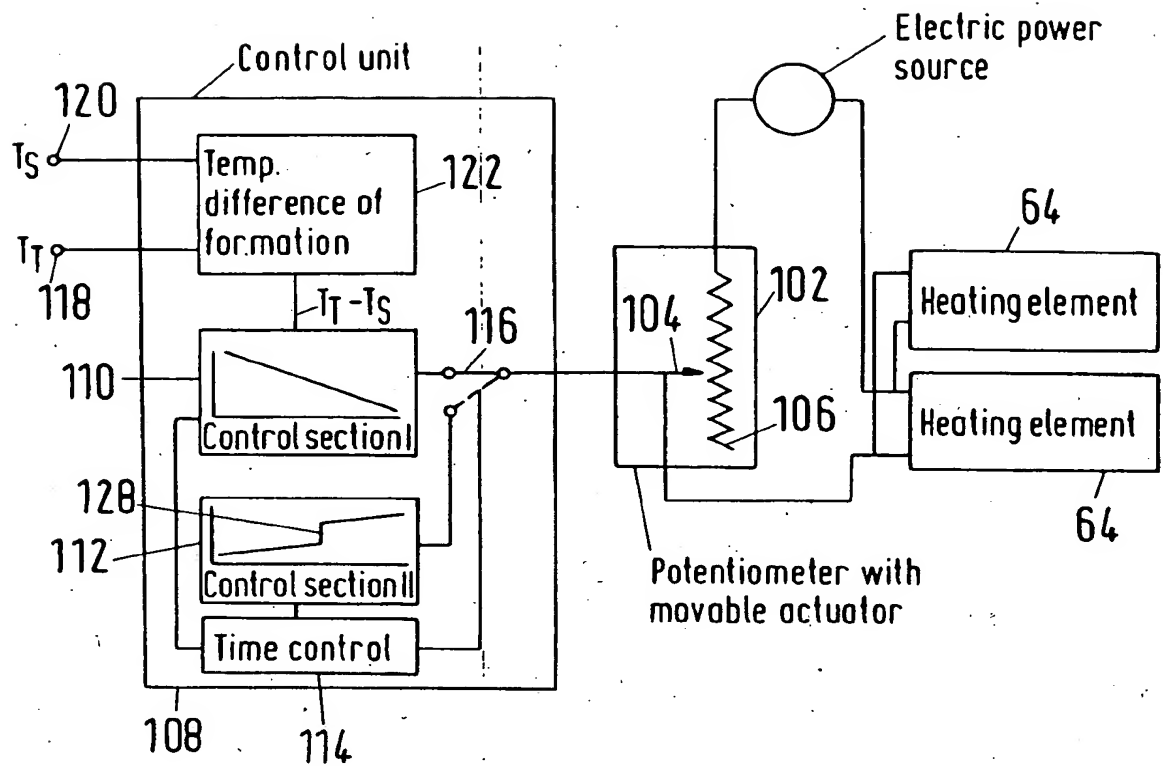 Control unit
Electric power
source
120
TS
Temp.
difference of
formation
122
TT
118
TT-TS
64
Heating element
102
104
116
110
Control section I
106
Heating element
64
128
112
Control section II
Potentiometer with
movable actuator
Time control
108
114